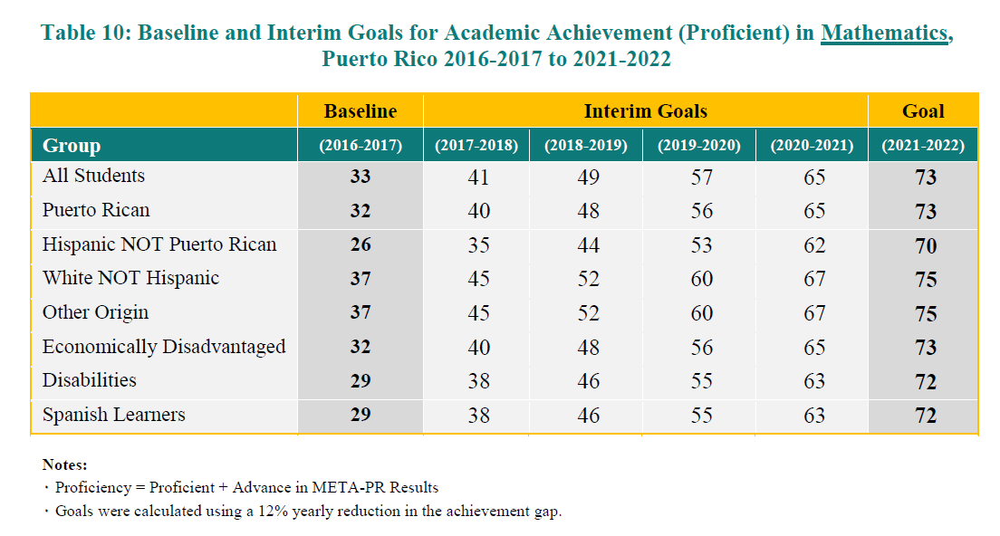 Table 10: Baseline and Interim Goals for Academic Achievement (Proficient) in Mathematics,
Puerto Rico 2016-2017 to 2021-2022
Baseline Interim Goals Goal
Group (2016-2017) (2017-2018) (2018-2019) (2019-2020) (2020-2021) (2021-2022)
All Students 33 41 49 57 65 73
Puerto Rican 32 40 48 56 65 73
Hispanic NOT Puerto Rican 26 35 44 53 62 70
White NOT Hispanic 37 45 52 60 67 75
Other Origin 37 45 52 60 67 75
Economically Disadvantaged 32 40 48 56 65 73
Disabilities 29 38 46 55 63 72
Spanish Learners 29 38 46 55 63 72
Notes:
· Proficiency = Proficient + Advance in META-PR Results
· Goals were calculated using a 12% yearly reduction in the achievement gap.